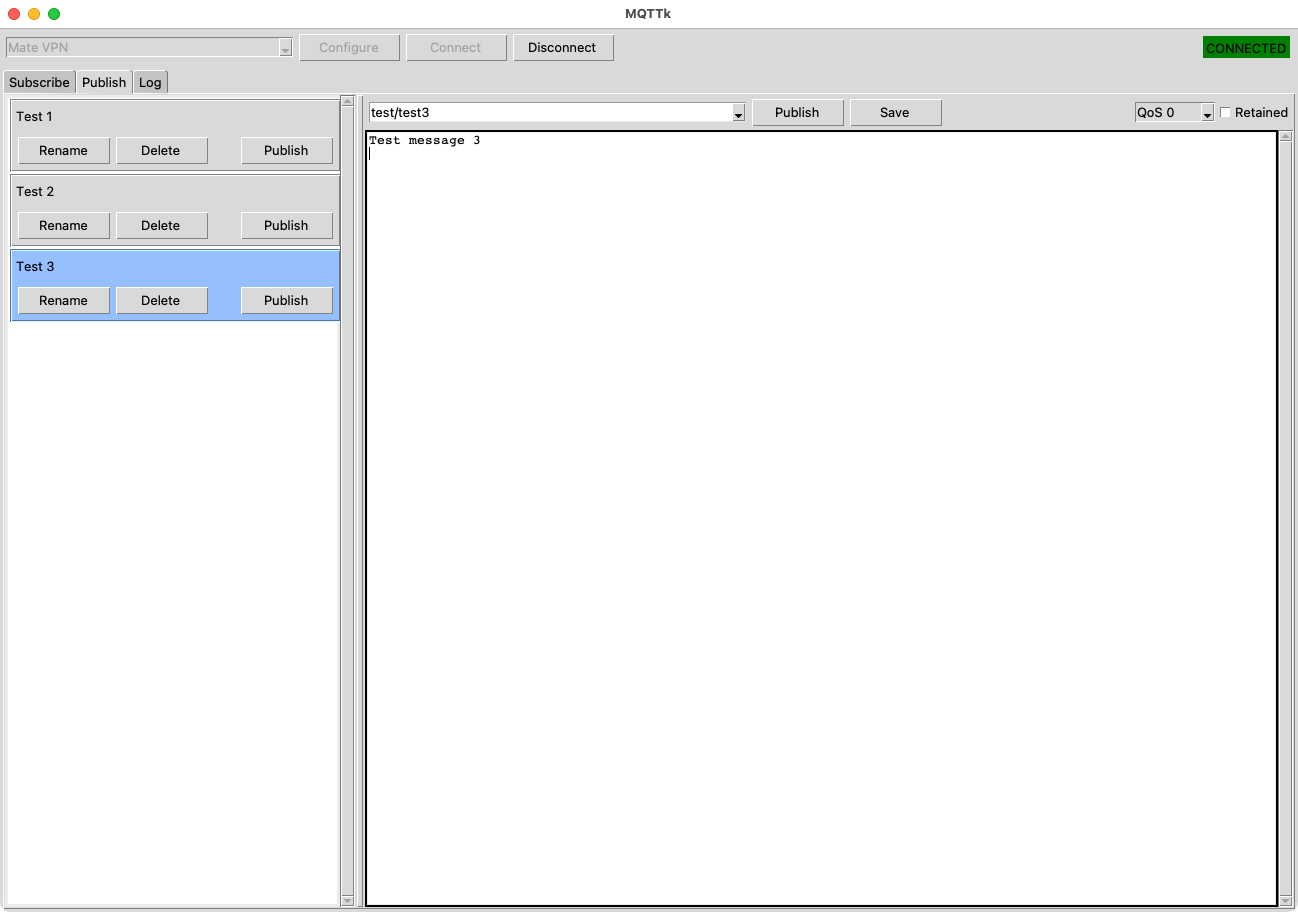 MQTTk
Mate VPN Configure Connect Disconnect CONNECTED
Subscribe Publish Log
Test 1
Rename Delete Publish
Test 2
Rename Delete Publish
Test 3
Rename Delete Publish
test/test3 Publish Save QoS 0 Retained
Test message 3